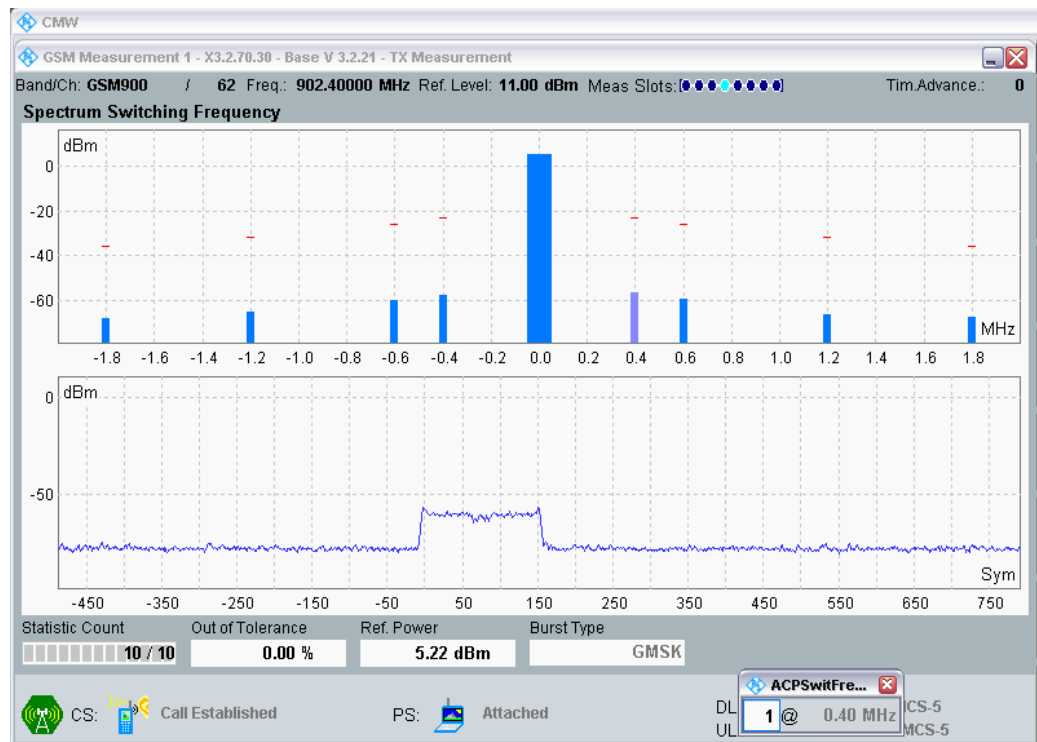 CMW
GSM Measurement 1 - X3.2.70.30 - Base V 3.2.21 - TX Measurement
Band/Ch: GSM900 / 62 Freq.: 902.40000 MHz Ref. Level: 11.00 dBm Meas Slots: Tim.Advance.: 0
Spectrum Switching Frequency
dBm
0
-20
-40
-60
MHz
-1.8 -1.6 -1.4 -1.2 -1.0 -0.8 -0.6 -0.4 -0.2 0.0 0.2 0.4 0.6 0.8 1.0 1.2 1.4 1.6 1.8
dBm
0
-50
Sym
-450 -350 -250 -150 -50 50 150 250 350 450 550 650 750
Statistic Count Out of Tolerance Ref. Power Burst Type
10 / 10 0.00 % 5.22 dBm GMSK
ACPSwitFre...
CS: Call Established PS: Attached DL 1 @ 0.40 MHz CS-5
UL MCS-5